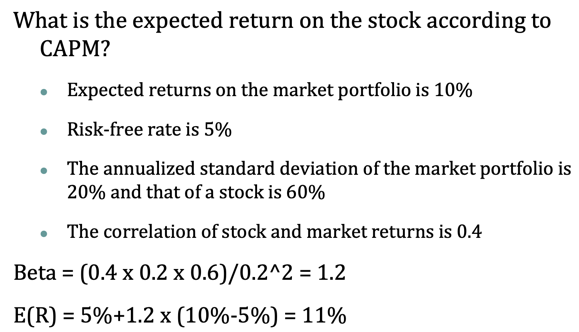 What is the expected return on the stock according to
CAPM?
• Expected returns on the market portfolio is 10%
• Risk-free rate is 5%
• The annualized standard deviation of the market portfolio is
20% and that of a stock is 60%
• The correlation of stock and market returns is 0.4
Beta = (0.4 x 0.2 x 0.6)/0.2^2 = 1.2
E(R) = 5%+1.2 x (10%-5%) = 11%